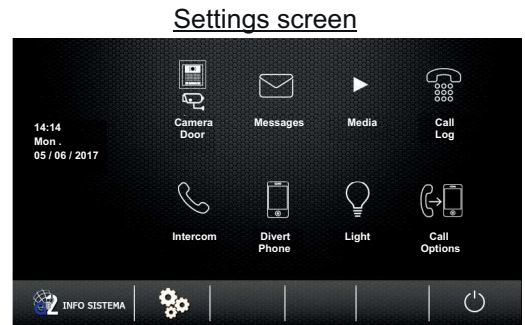 Settings screen
Camera
Door
Messages
Media
Call
Log
14:14
Mon .
05 / 06 / 2017
Intercom
Divert
Phone
Light
Call
Options
2 INFO SISTEMA